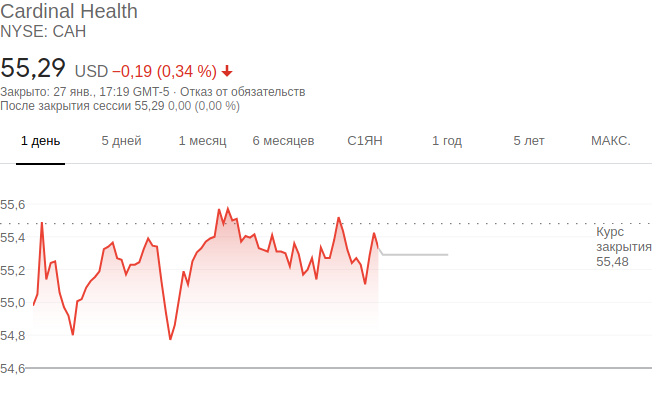 Cardinal Health
NYSE: CAH
55,29 USD −0,19 (0,34 %)
Закрыто: 27 янв., 17:19 GMT-5 · Отказ от обязательств
После закрытия сессии 55,29 0,00 (0,00 %)
1 день 5 дней 1 месяц 6 месяцев С1ЯН 1 год 5 лет МАКС.
55,6
55,4
55,2
55,0
54,8
54,6
Курс
закрытия
55,48